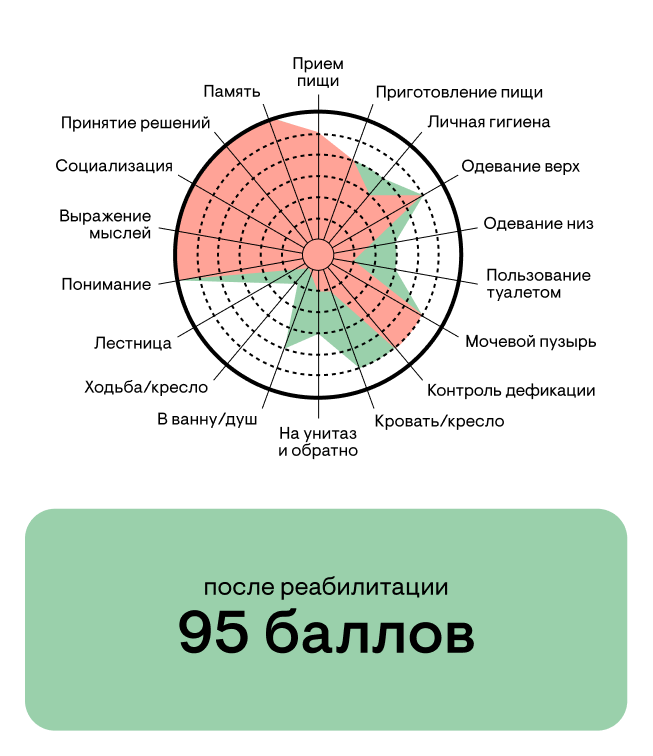 Прием
пищи
Приготовление пищи
Личная гигиена
Одевание верх
Одевание низ
Пользование
туалетом
Мочевой пузырь
Контроль дефикации
Кровать/кресло
На унитаз
и обратно
В ванну/душ
Ходьба/кресло
Лестница
Понимание
Выражение
мыслей
Социализация
Принятие решений
Память
после реабилитации
95 баллов